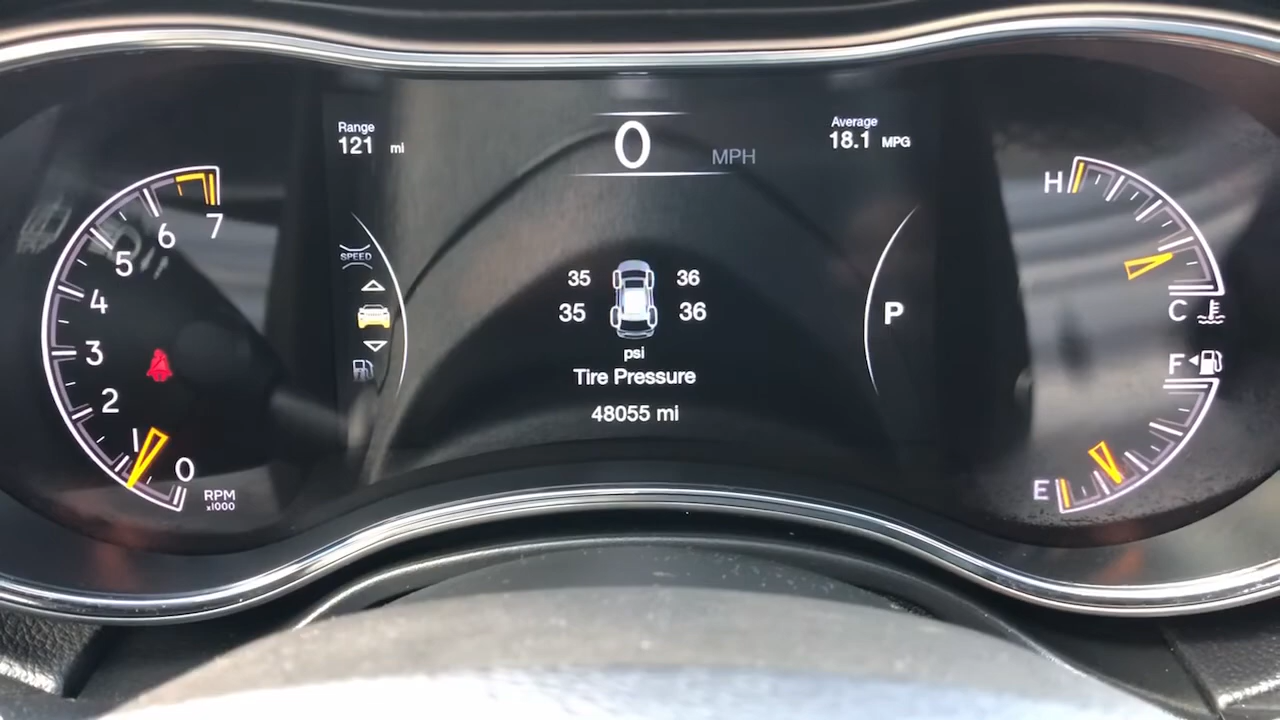 Range
121 mi
0 MPH
Average
18.1 MPG
7
6
5
4
3
2
1
0
RPM
x1000
SPEED
35 36
35 36
psi
Tire Pressure
48055 mi
P
H
C
F
E